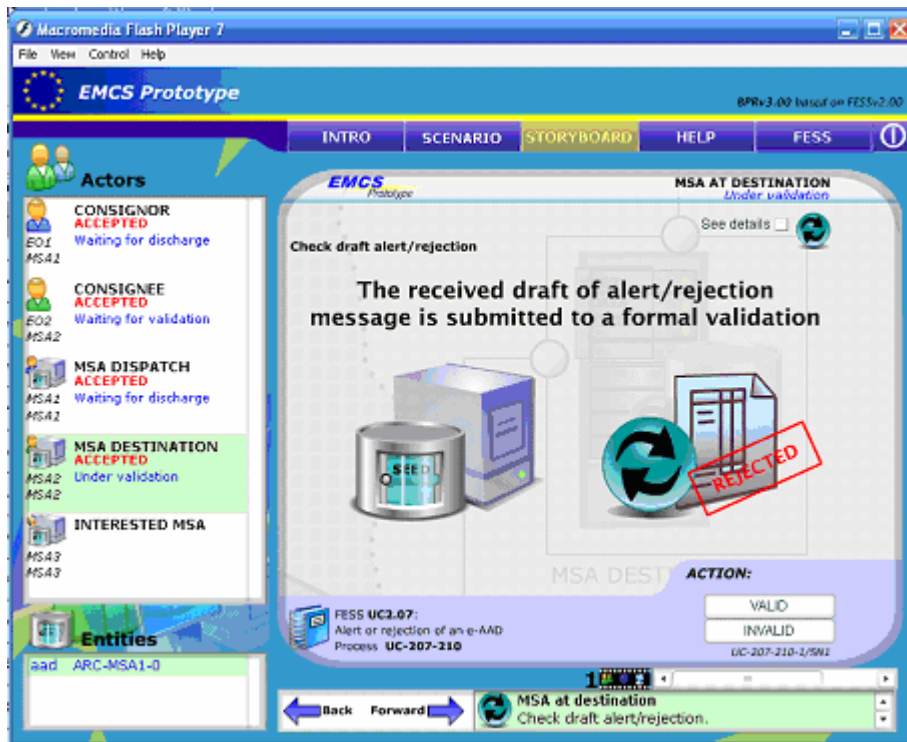 Macromedia Flash Player 7
File View Control Help
EMCS Prototype
BPRv3.00 based on FESSv2.00
INTRO SCENARIO STORYBOARD HELP FESS
Actors
CONSIGNOR
ACCEPTED
Waiting for discharge
EO1
MSA1
CONSIGNEE
ACCEPTED
Waiting for validation
EO2
MSA2
MSA DISPATCH
ACCEPTED
Waiting for discharge
MSA1
MSA1
MSA DESTINATION
ACCEPTED
Under validation
MSA2
MSA2
INTERESTED MSA
MSA3
MSA3
Entities
aad ARC-MSA1-0
EMCS
Prototype
MSA AT DESTINATION
Under validation
See details
Check draft alert/rejection
The received draft of alert/rejection
message is submitted to a formal validation
SEED
REJECTED
MSA DEST
ACTION:
VALID
INVALID
UC-207-210-1/SN1
FESS UC2.07:
Alert or rejection of an e-AAD
Process UC-207-210
1
Back Forward
MSA at destination
Check draft alert/rejection.